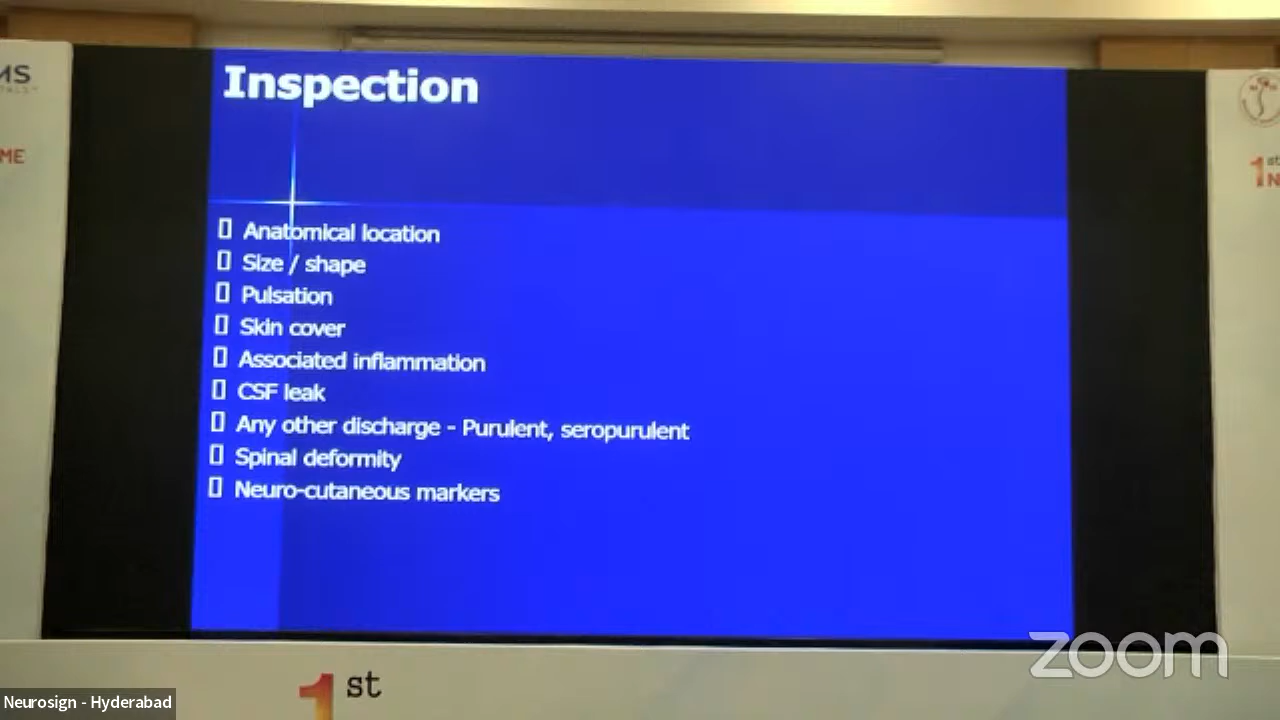 Inspection
Anatomical location
Size / shape
Pulsation
Skin cover
Associated inflammation
CSF leak
Any other discharge - Purulent, seropurulent
Spinal deformity
Neuro-cutaneous markers
MS
ME
1st
N
1st
zoom
Neurosign - Hyderabad